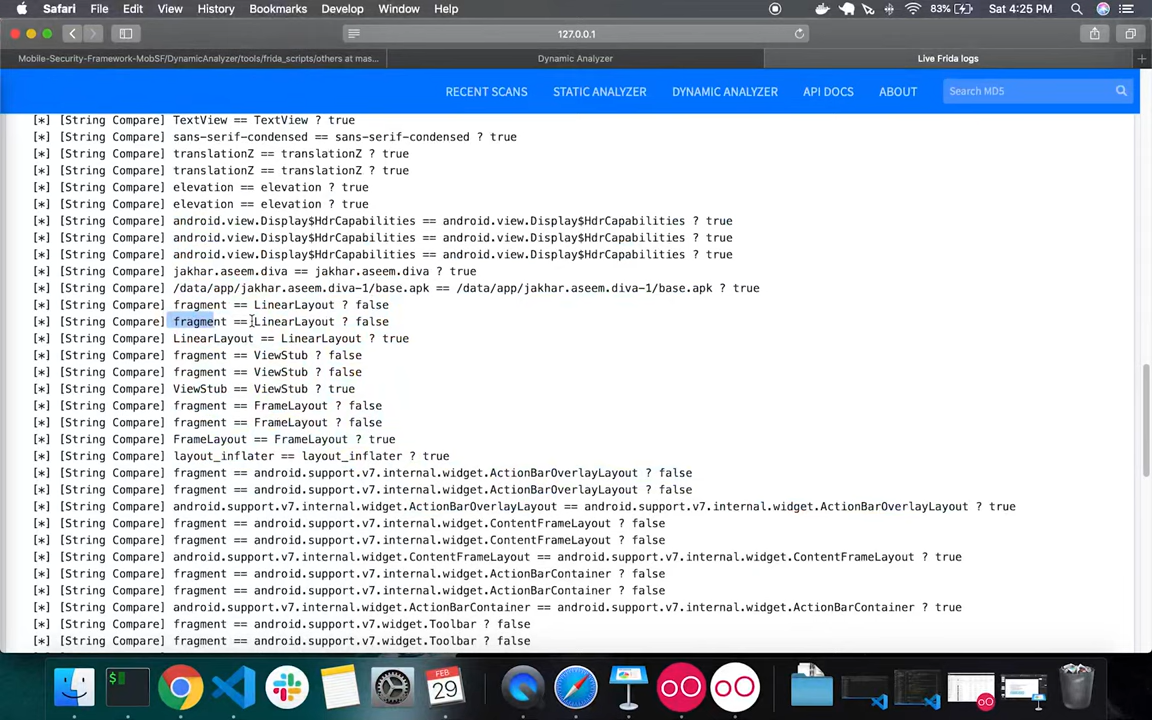 Safari File Edit View History Bookmarks Develop Window Help 83% Sat 4:25 PM
127.0.0.1
Mobile-Security-Framework-MobSF/DynamicAnalyzer/tools/frida_scripts/others at mas... Dynamic Analyzer Live Frida logs
RECENT SCANS STATIC ANALYZER DYNAMIC ANALYZER API DOCS ABOUT Search MD5
[*] [String Compare] TextView == TextView ? true
[*] [String Compare] sans-serif-condensed == sans-serif-condensed ? true
[*] [String Compare] translationZ == translationZ ? true
[*] [String Compare] translationZ == translationZ ? true
[*] [String Compare] elevation == elevation ? true
[*] [String Compare] elevation == elevation ? true
[*] [String Compare] android.view.Display$HdrCapabilities == android.view.Display$HdrCapabilities ? true
[*] [String Compare] android.view.Display$HdrCapabilities == android.view.Display$HdrCapabilities ? true
[*] [String Compare] android.view.Display$HdrCapabilities == android.view.Display$HdrCapabilities ? true
[*] [String Compare] jakhar.aseem.diva == jakhar.aseem.diva ? true
[*] [String Compare] /data/app/jakhar.aseem.diva-1/base.apk == /data/app/jakhar.aseem.diva-1/base.apk ? true
[*] [String Compare] fragment == LinearLayout ? false
[*] [String Compare] fragment == LinearLayout ? false
[*] [String Compare] LinearLayout == LinearLayout ? true
[*] [String Compare] fragment == ViewStub ? false
[*] [String Compare] fragment == ViewStub ? false
[*] [String Compare] ViewStub == ViewStub ? true
[*] [String Compare] fragment == FrameLayout ? false
[*] [String Compare] fragment == FrameLayout ? false
[*] [String Compare] FrameLayout == FrameLayout ? true
[*] [String Compare] layout_inflater == layout_inflater ? true
[*] [String Compare] fragment == android.support.v7.internal.widget.ActionBarOverlayLayout ? false
[*] [String Compare] fragment == android.support.v7.internal.widget.ActionBarOverlayLayout ? false
[*] [String Compare] android.support.v7.internal.widget.ActionBarOverlayLayout == android.support.v7.internal.widget.ActionBarOverlayLayout ? true
[*] [String Compare] fragment == android.support.v7.internal.widget.ContentFrameLayout ? false
[*] [String Compare] fragment == android.support.v7.internal.widget.ContentFrameLayout ? false
[*] [String Compare] android.support.v7.internal.widget.ContentFrameLayout == android.support.v7.internal.widget.ContentFrameLayout ? true
[*] [String Compare] fragment == android.support.v7.internal.widget.ActionBarContainer ? false
[*] [String Compare] fragment == android.support.v7.internal.widget.ActionBarContainer ? false
[*] [String Compare] android.support.v7.internal.widget.ActionBarContainer == android.support.v7.internal.widget.ActionBarContainer ? true
[*] [String Compare] fragment == android.support.v7.widget.Toolbar ? false
[*] [String Compare] fragment == android.support.v7.widget.Toolbar ? false
FEB
29